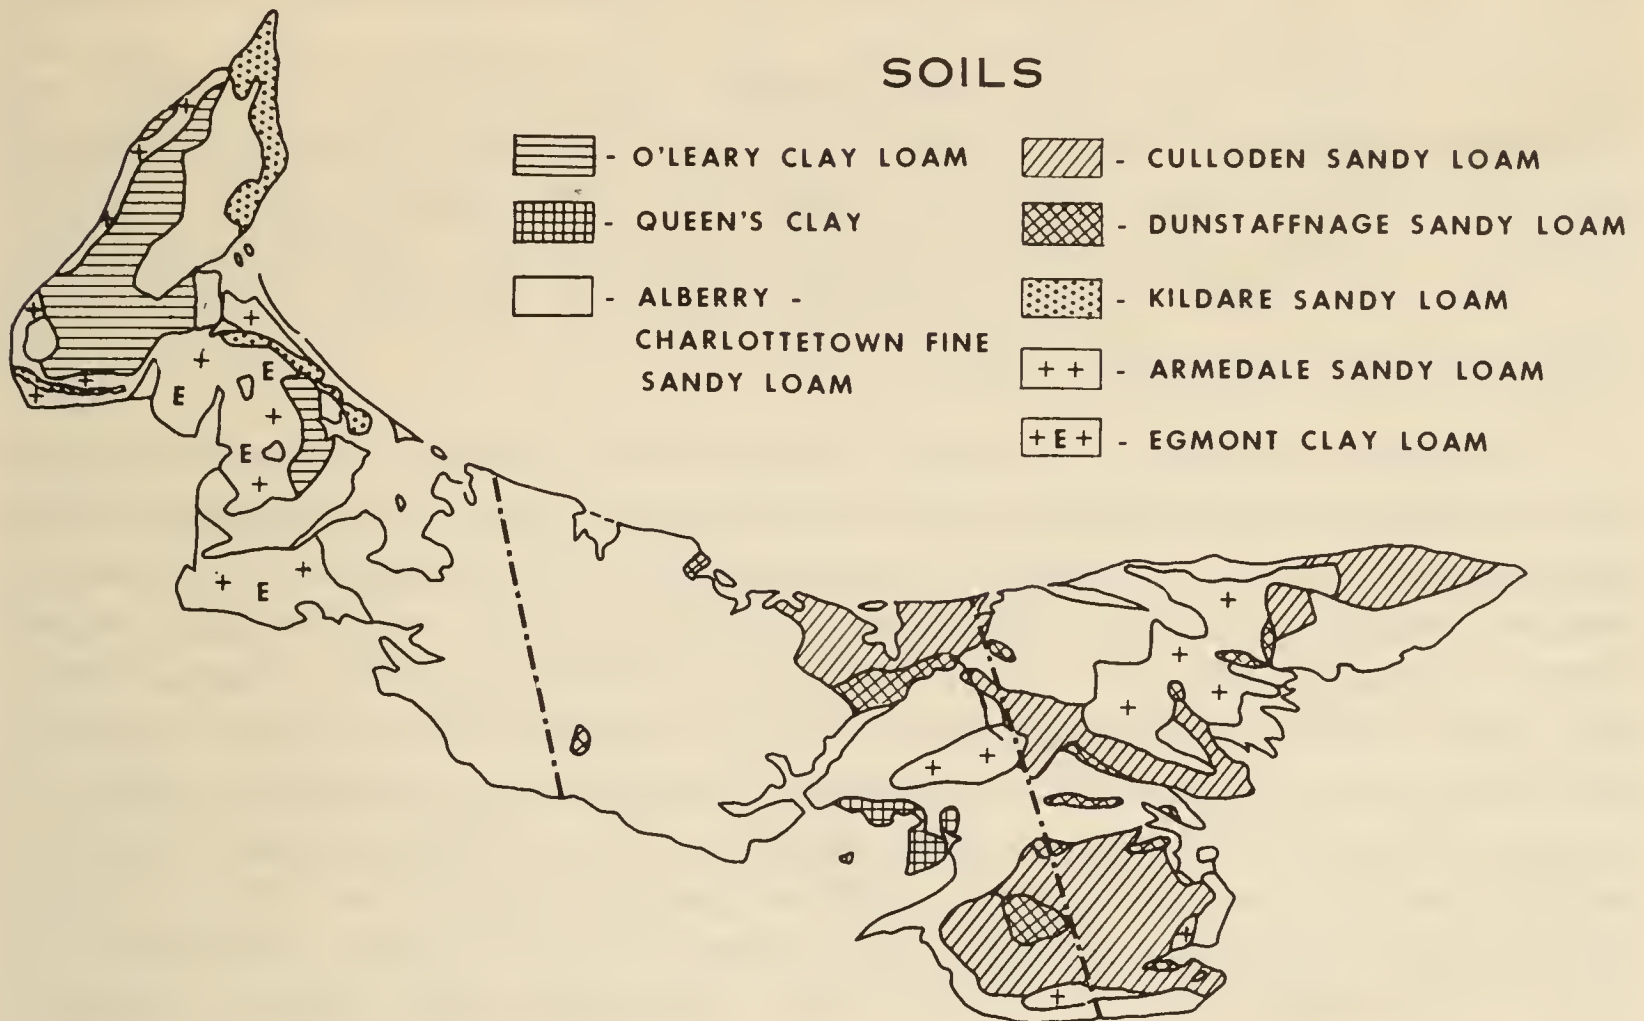 SOILS
- O'LEARY CLAY LOAM
- QUEEN'S CLAY
- ALBERRY -
CHARLOTTETOWN FINE
SANDY LOAM
- CULLODEN SANDY LOAM
- DUNSTAFFNAGE SANDY LOAM
- KILDARE SANDY LOAM
+ + - ARMEDALE SANDY LOAM
+ E + - EGMONT CLAY LOAM
E
E
E
E